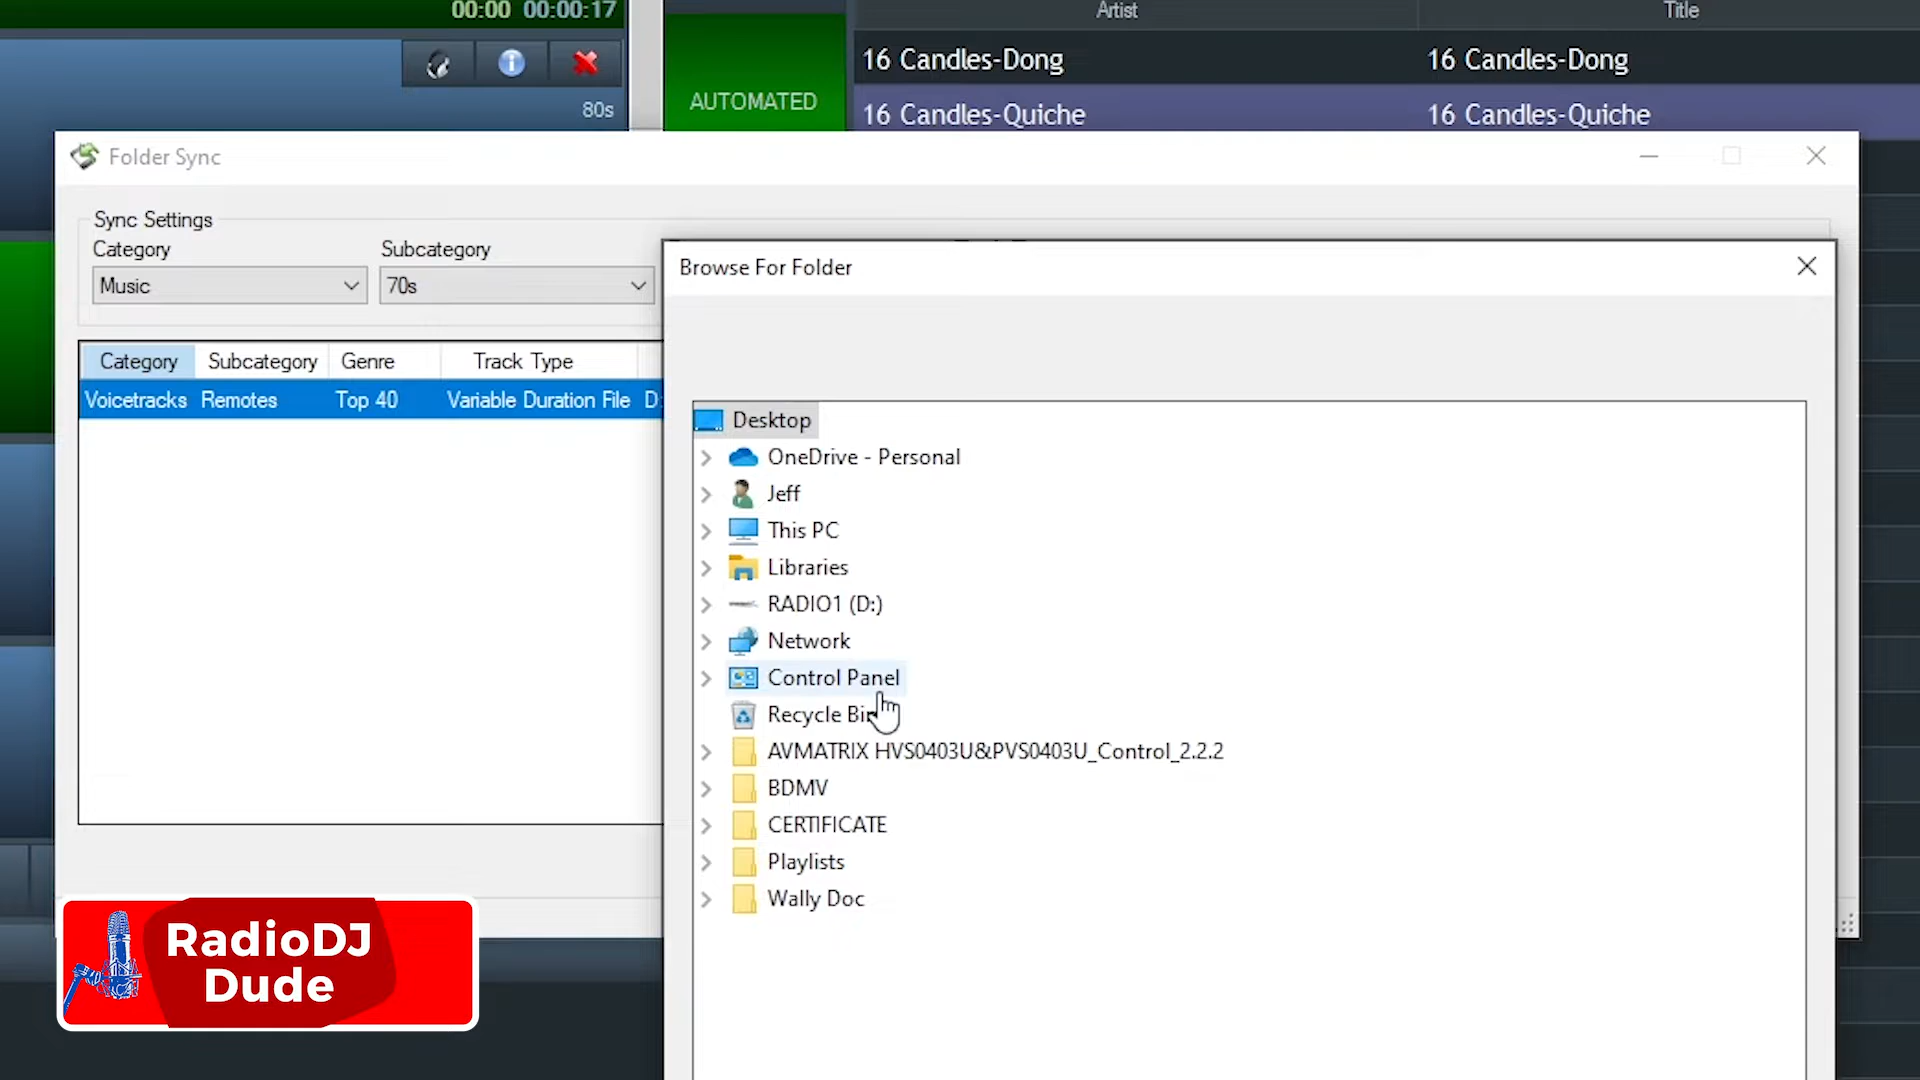 00:00 00:00:17
Artist
Title
80s
AUTOMATED
16 Candles-Dong
16 Candles-Dong
16 Candles-Quiche
16 Candles-Quiche
Folder Sync
Sync Settings
Category
Subcategory
Music
70s
Category Subcategory Genre Track Type
Voicetracks Remotes Top 40 Variable Duration File D:
Browse For Folder
Desktop
OneDrive - Personal
Jeff
This PC
Libraries
RADIO1 (D:)
Network
Control Panel
Recycle Bin
AVMATRIX HVS0403U&PVS0403U_Control_2.2.2
BDMV
CERTIFICATE
Playlists
Wally Doc
RadioDJ
Dude